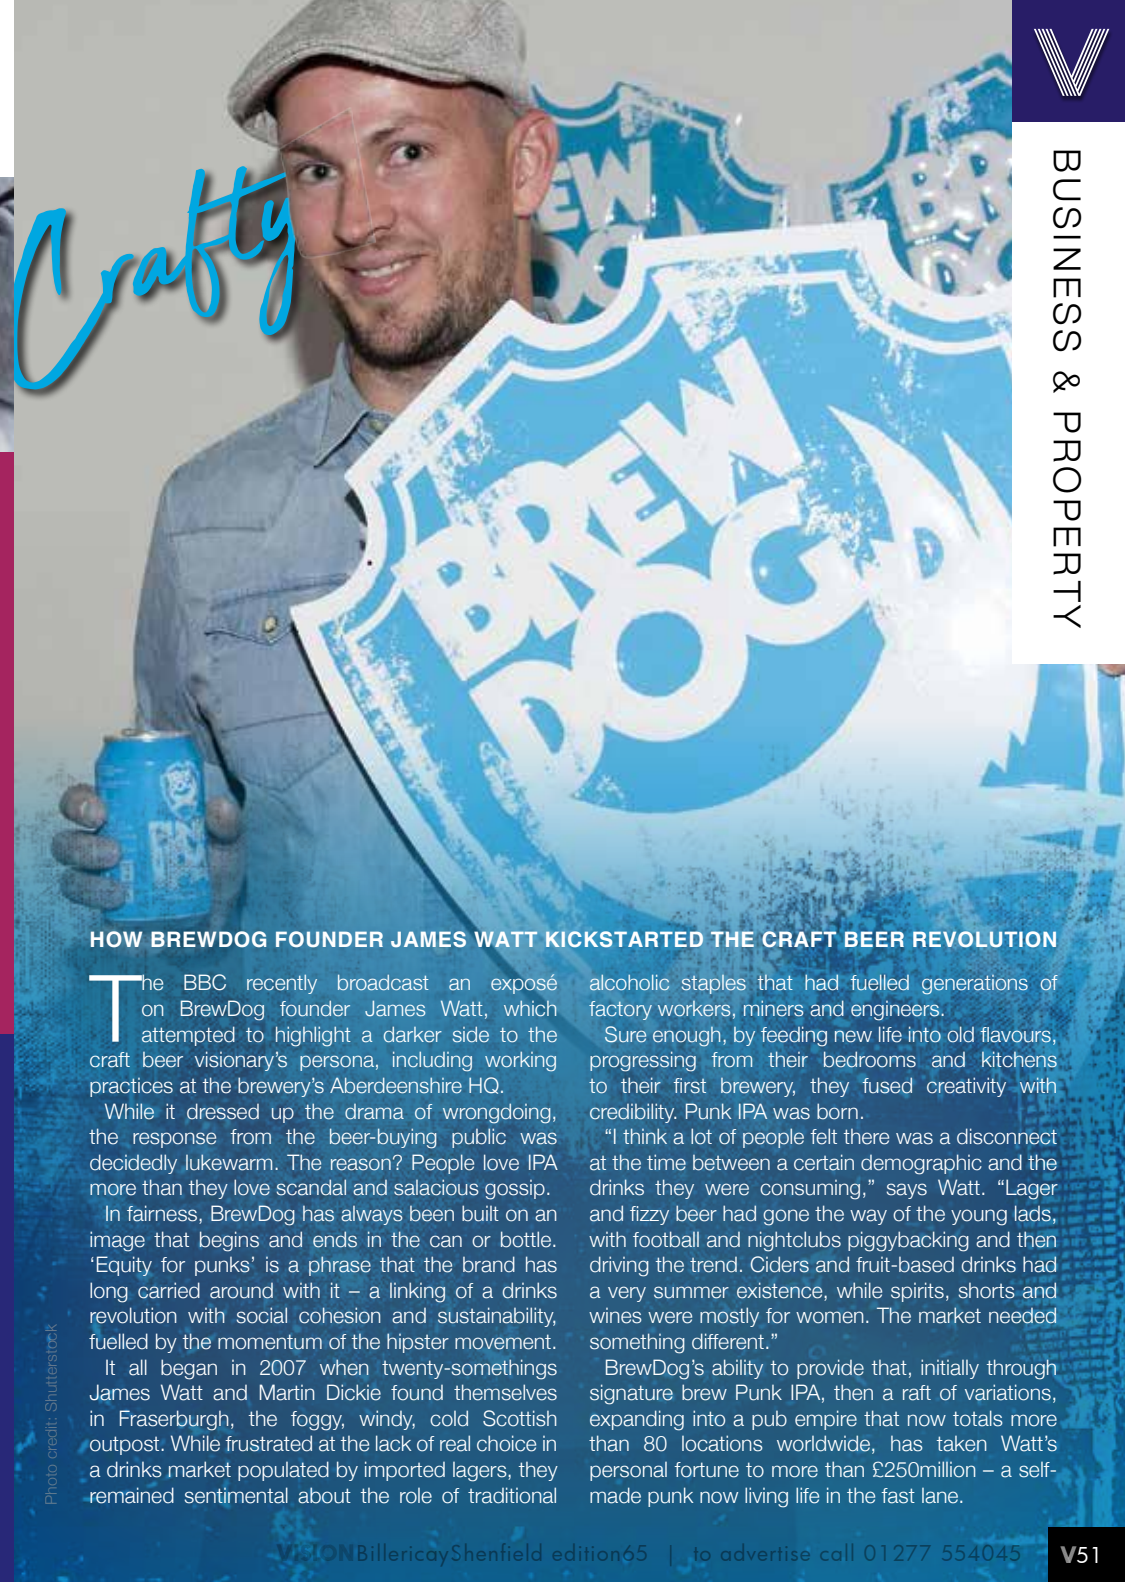 V
BUSINESS & PROPERTY
Crafty
EW
DO
BR
DO
BREW
DOG
HOW BREWDOG FOUNDER JAMES WATT KICKSTARTED THE CRAFT BEER REVOLUTION
The BBC recently broadcast an exposé
on BrewDog founder James Watt, which
attempted to highlight a darker side to the
craft beer visionary’s persona, including working
practices at the brewery’s Aberdeenshire HQ.
While it dressed up the drama of wrongdoing,
the response from the beer-buying public was
decidedly lukewarm. The reason? People love IPA
more than they love scandal and salacious gossip.
In fairness, BrewDog has always been built on an
image that begins and ends in the can or bottle.
‘Equity for punks’ is a phrase that the brand has
long carried around with it – a linking of a drinks
revolution with social cohesion and sustainability,
fuelled by the momentum of the hipster movement.
It all began in 2007 when twenty-somethings
James Watt and Martin Dickie found themselves
in Fraserburgh, the foggy, windy, cold Scottish
outpost. While frustrated at the lack of real choice in
a drinks market populated by imported lagers, they
remained sentimental about the role of traditional
alcoholic staples that had fuelled generations of
factory workers, miners and engineers.
Sure enough, by feeding new life into old flavours,
progressing from their bedrooms and kitchens
to their first brewery, they fused creativity with
credibility. Punk IPA was born.
“I think a lot of people felt there was a disconnect
at the time between a certain demographic and the
drinks they were consuming,” says Watt. “Lager
and fizzy beer had gone the way of the young lads,
with football and nightclubs piggybacking and then
driving the trend. Ciders and fruit-based drinks had
a very summer existence, while spirits, shorts and
wines were mostly for women. The market needed
something different.”
BrewDog’s ability to provide that, initially through
signature brew Punk IPA, then a raft of variations,
expanding into a pub empire that now totals more
than 80 locations worldwide, has taken Watt’s
personal fortune to more than £250million – a self-
made punk now living life in the fast lane.
Photo credit: Shutterstock
VISIONBillericayShenfield edition65 | to advertise call 01277 554045
V51